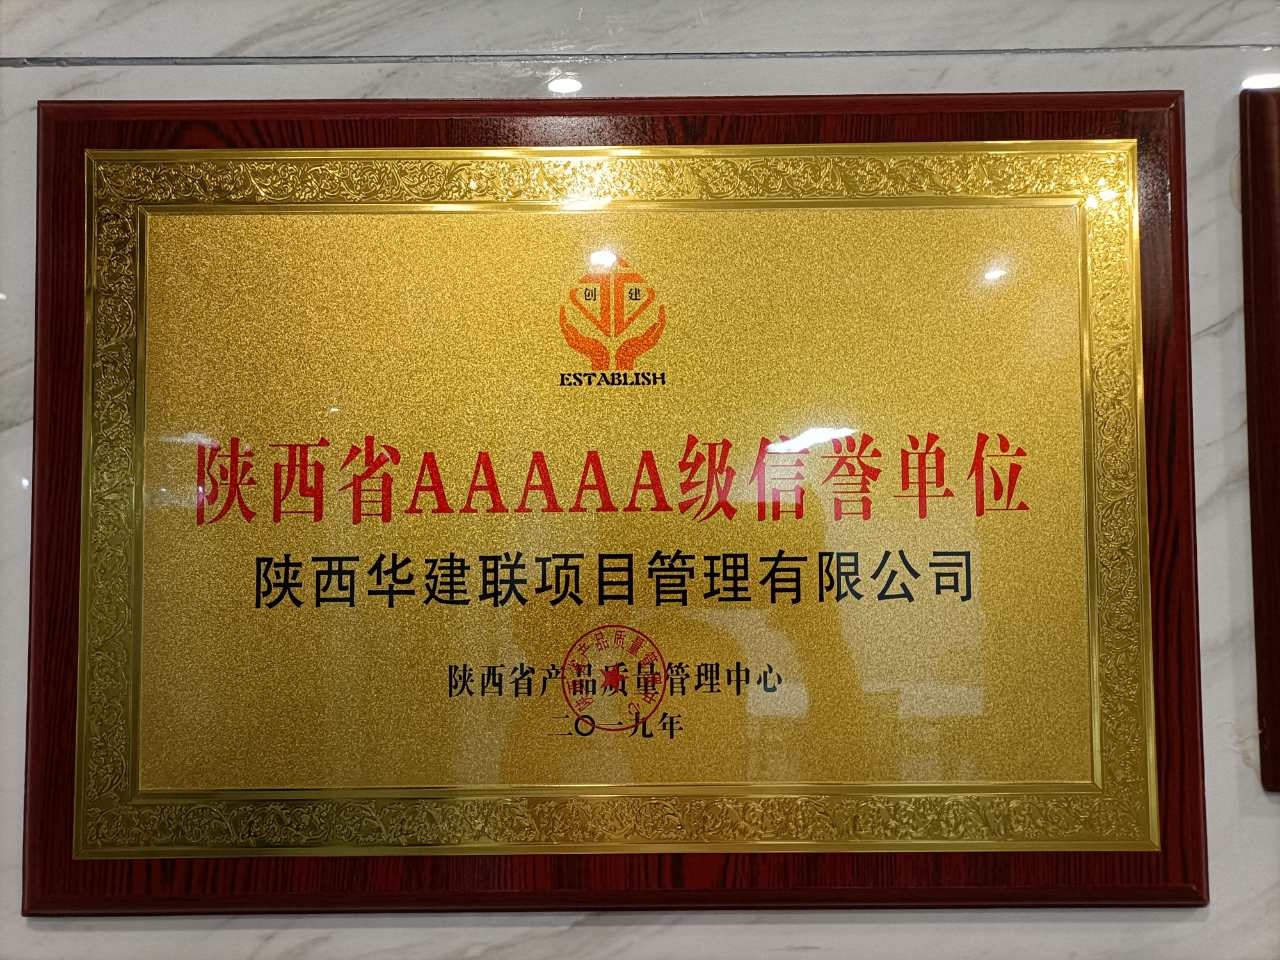 创 建
ESTABLISH
陕西省AAAAA级信誉单位
陕西华建联项目管理有限公司
陕西省产品质量管理中心
二〇一九年